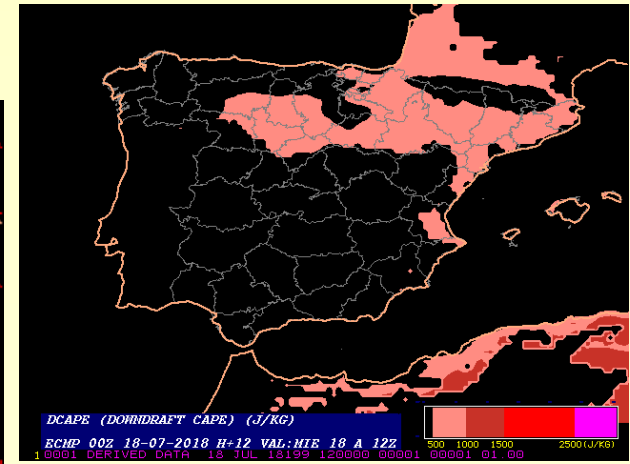 DCAPE (DOWNDRAFT CAPE) (J/KG)
ECMP 00Z 18-07-2018 H+12 VAL:MIE 18 A 12Z
500 1000 1500 2500(J/KG)
1 0001 DERIVED DATA 18 JUL 18199 120000 00001 00001 01.00